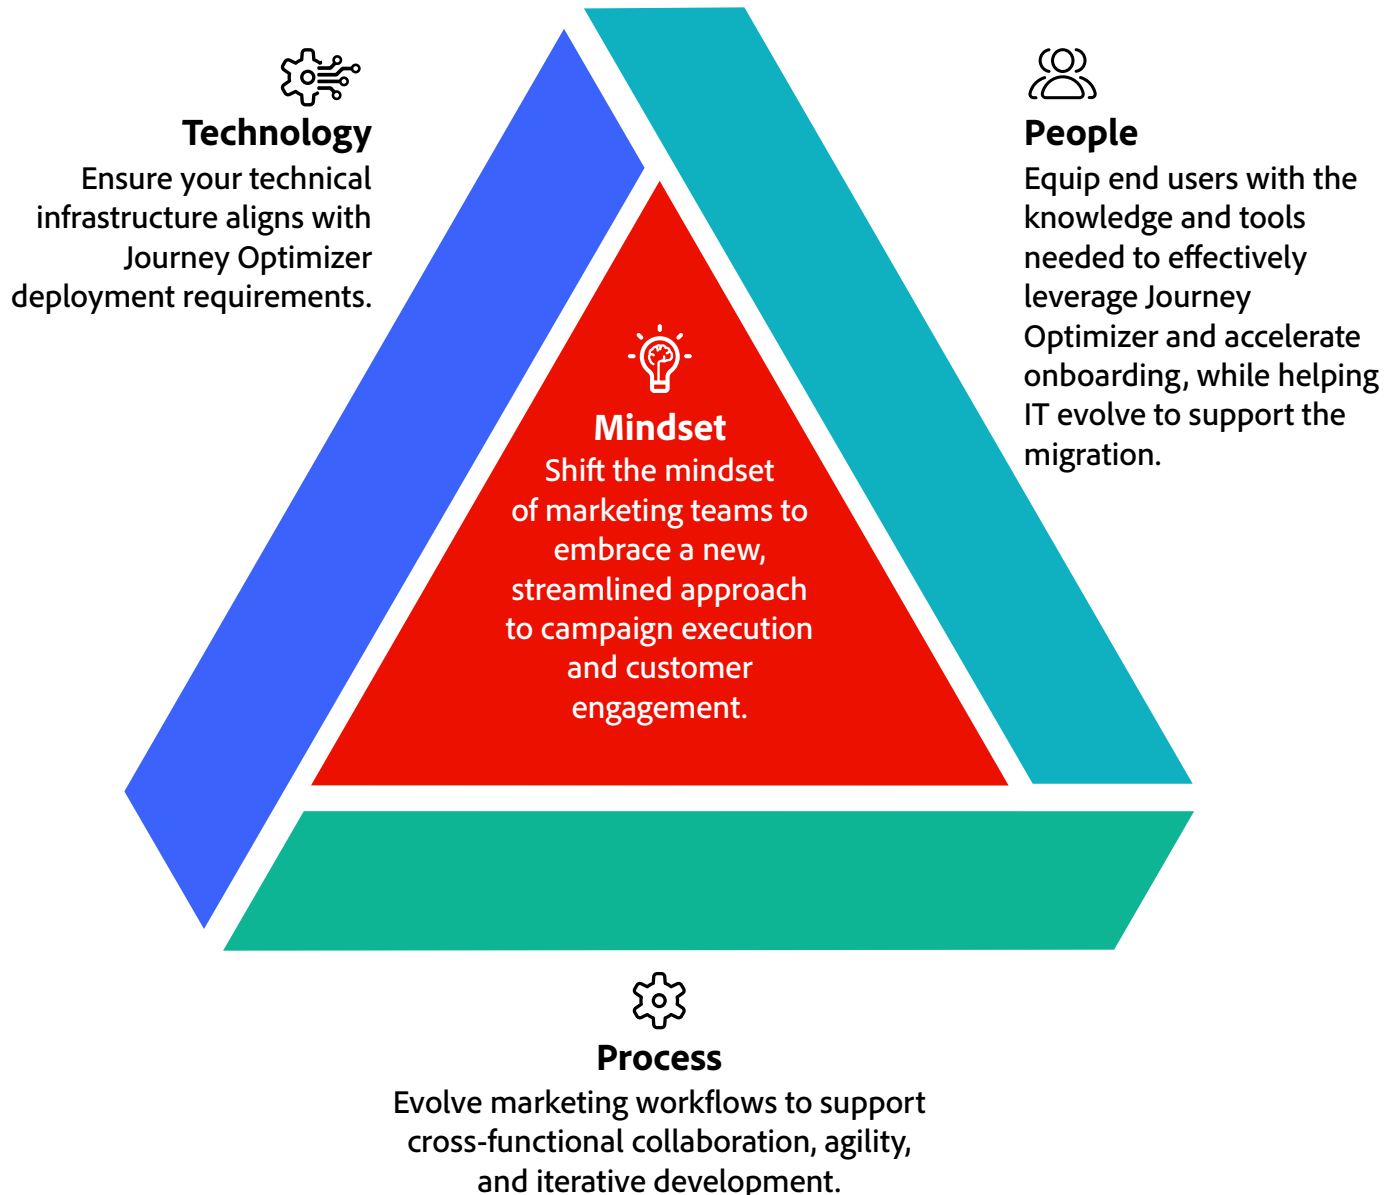 Technology
Ensure your technical
infrastructure aligns with
Journey Optimizer
deployment requirements.
People
Equip end users with the
knowledge and tools
needed to effectively
leverage Journey
Optimizer and accelerate
onboarding, while helping
IT evolve to support the
migration.
Mindset
Shift the mindset
of marketing teams to
embrace a new,
streamlined approach
to campaign execution
and customer
engagement.
Process
Evolve marketing workflows to support
cross-functional collaboration, agility,
and iterative development.